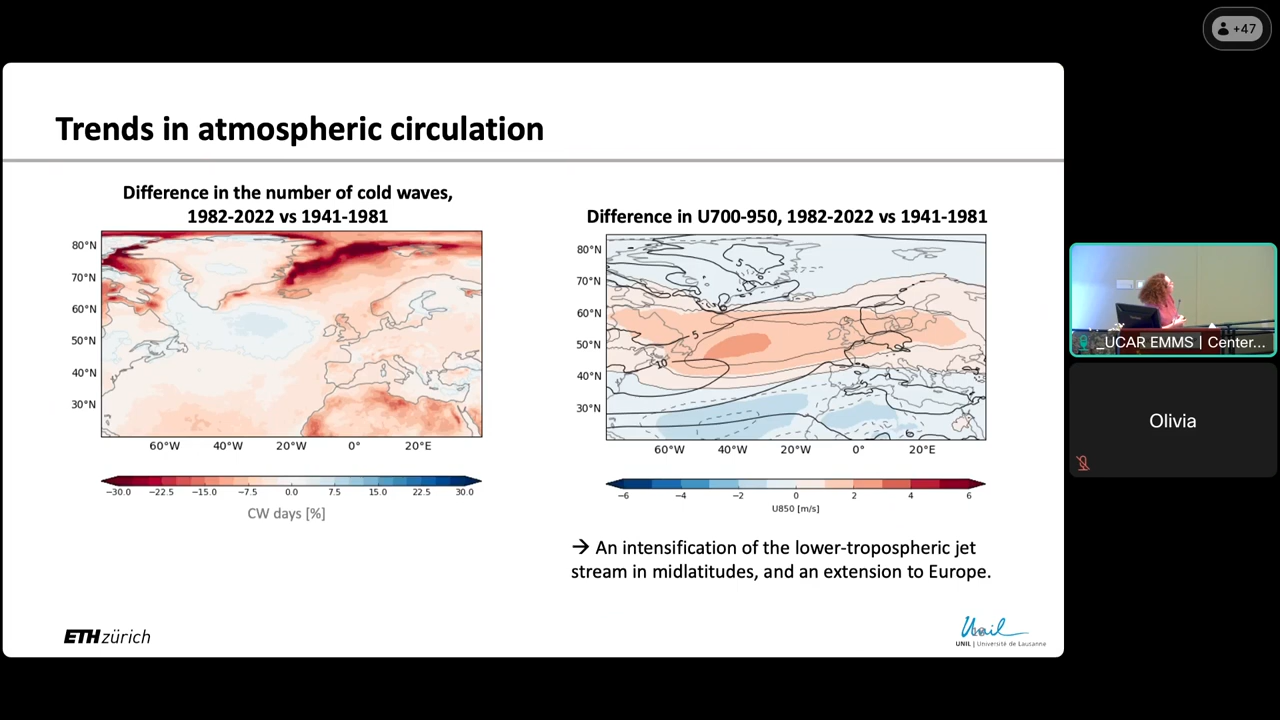 +47
Trends in atmospheric circulation
Difference in the number of cold waves,
1982-2022 vs 1941-1981
80°N
70°N
60°N
50°N
40°N
30°N
60°W 40°W 20°W 0° 20°E
−30.0 −22.5 −15.0 −7.5 0.0 7.5 15.0 22.5 30.0
CW days [%]
Difference in U700-950, 1982-2022 vs 1941-1981
80°N
70°N
60°N
50°N
40°N
30°N
5
5
10
6
60°W 40°W 20°W 0° 20°E
−6 −4 −2 0 2 4 6
U850 [m/s]
→ An intensification of the lower-tropospheric jet
stream in midlatitudes, and an extension to Europe.
ETH zürich
Unil
UNIL | Université de Lausanne
_UCAR EMMS | Center...
Olivia